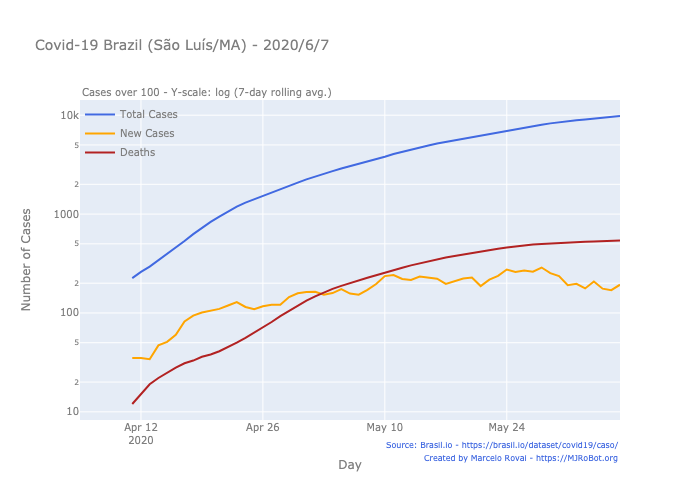 Covid-19 Brazil (São Luís/MA) - 2020/6/7
Cases over 100 - Y-scale: log (7-day rolling avg.)
Total Cases
New Cases
Deaths
Number of Cases
10k
5
2
1000
5
2
100
5
2
10
Apr 12
2020
Apr 26
May 10
May 24
Day
Source: Brasil.io - https://brasil.io/dataset/covid19/caso/
Created by Marcelo Rovai - https://MJRoBot.org